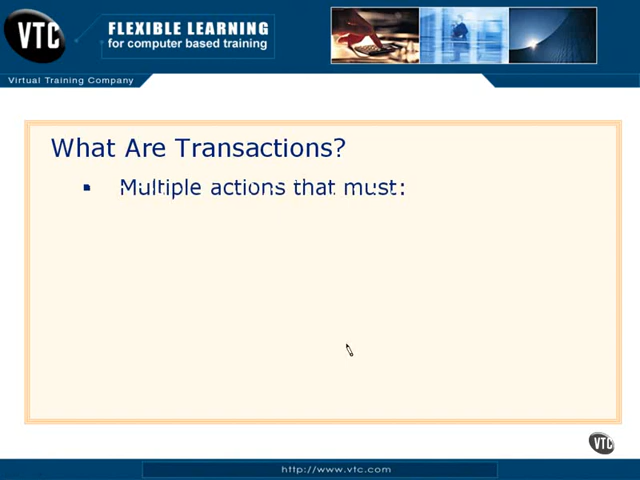 VTC
FLEXIBLE LEARNING
for computer based training
Virtual Training Company
What Are Transactions?
▪ Multiple actions that must:
VTC
http://www.vtc.com